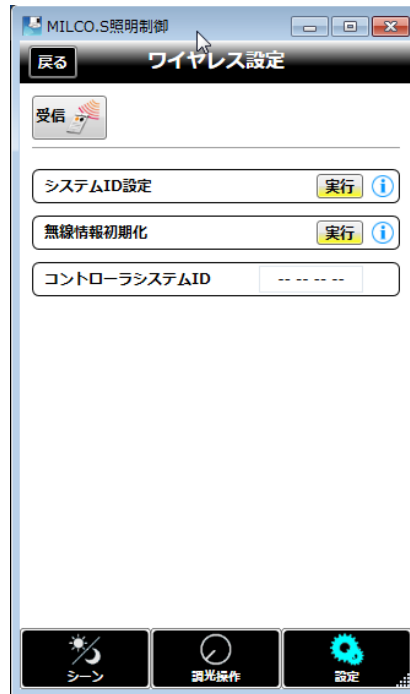 MILCO.S照明制御
戻る ワイヤレス設定
受信
システムID設定 実行
無線情報初期化 実行
コントローラシステムID -- -- -- --
シーン 調光操作 設定